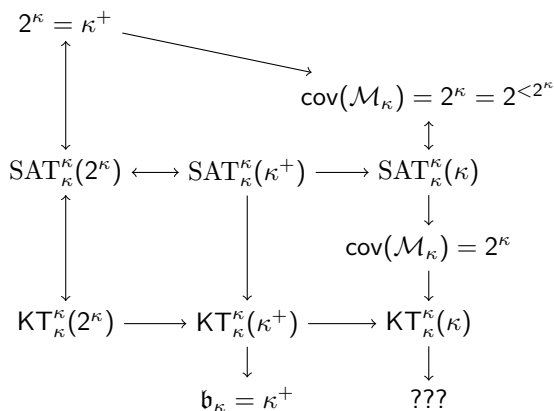 2^κ = κ^+
cov(M_κ) = 2^κ = 2^{<2^κ}
SAT^κ_κ(2^κ) SAT^κ_κ(κ^+) SAT^κ_κ(κ)
cov(M_κ) = 2^κ
KT^κ_κ(2^κ) KT^κ_κ(κ^+) KT^κ_κ(κ)
𝔟_κ = κ^+ ???